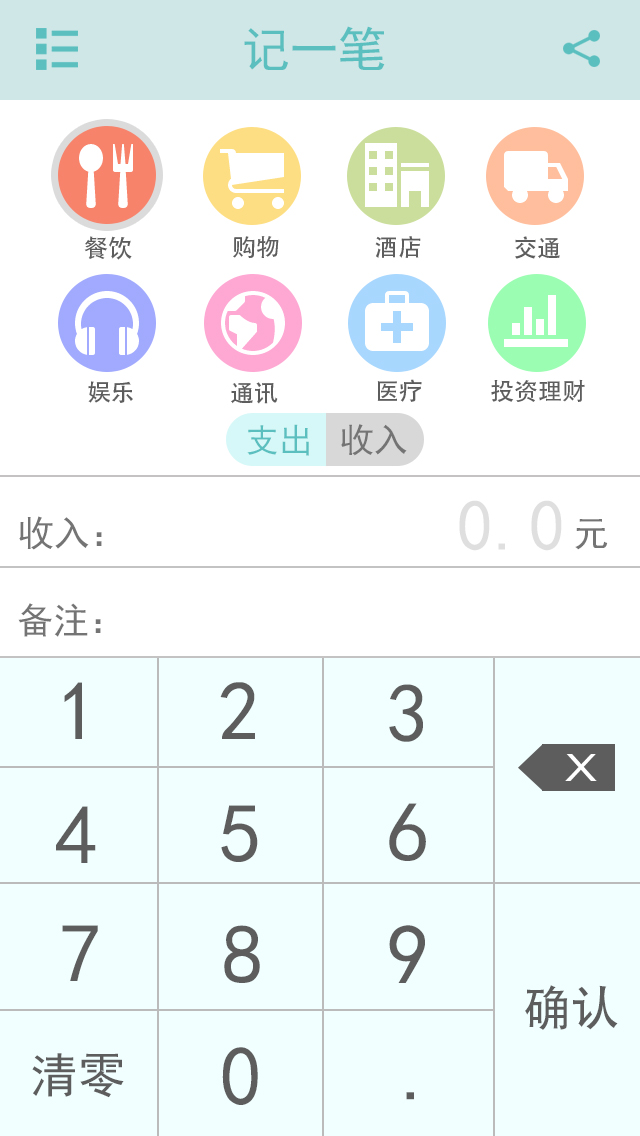 记一笔
餐饮 购物 酒店 交通
娱乐 通讯 医疗 投资理财
支出 收入
收入: 0.0 元
备注:
1 2 3 X
4 5 6
7 8 9 确认
清零 0 .